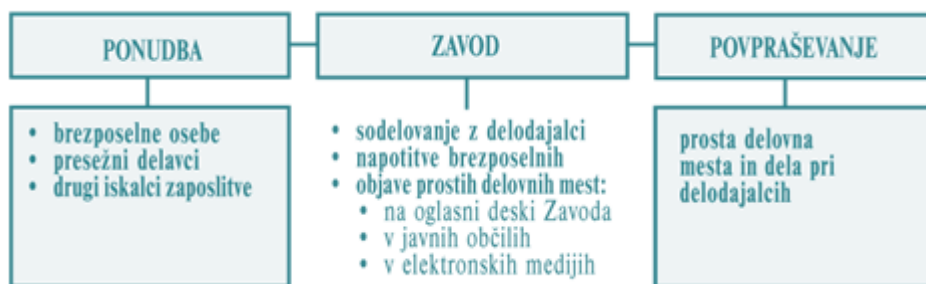 PONUDBA
ZAVOD
POVPRAŠEVANJE
• brezposelne osebe
• presežni delavci
• drugi iskalci zaposlitve
• sodelovanje z delodajalci
• napotitve brezposelnih
• objave prostih delovnih mest:
• na oglasni deski Zavoda
• v javnih občilih
• v elektronskih medijih
prosta delovna
mesta in dela pri
delodajalcih